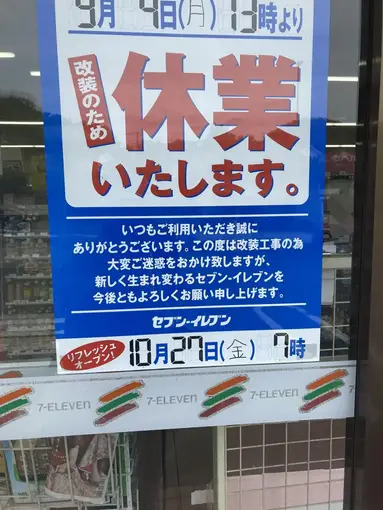 9月 4日(月) 13時より
改装のため
休業
いたします。
いつもご利用いただき誠に
ありがとうございます。この度は改装工事の為
大変ご迷惑をおかけ致しますが、
新しく生まれ変わるセブン-イレブンを
今後ともよろしくお願い申し上げます。
セブン-イレブン
リフレッシュ
オープン!
10月27日(金) 7時
7-ELEVEn
7-ELEVEn